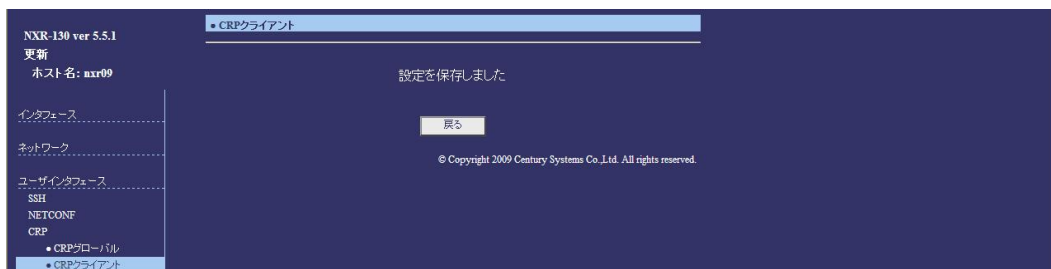 NXR-130 ver 5.5.1
更新
ホスト名: nxr09
インタフェース
ネットワーク
ユーザインタフェース
SSH
NETCONF
CRP
• CRPグローバル
• CRPクライアント
• CRPクライアント
設定を保存しました
戻る
© Copyright 2009 Century Systems Co.,Ltd. All rights reserved.